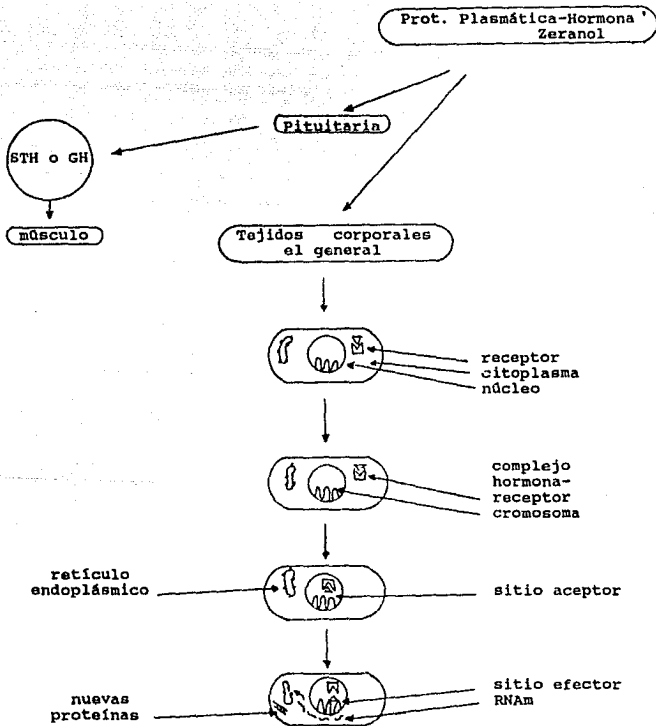 Prot. Plasmática-Hormona
Zeranol
Pituitaria
STH o GH
músculo
Tejidos corporales
el general
receptor
citoplasma
núcleo
complejo
hormona-
receptor
cromosoma
retículo
endoplásmico
sitio aceptor
nuevas
proteínas
sitio efector
RNAm